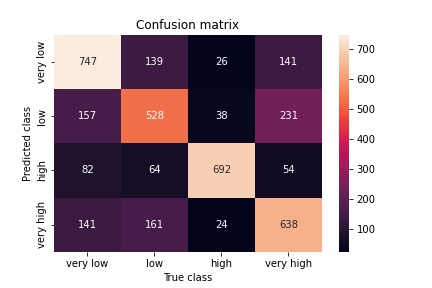 Confusion matrix
Predicted class
very low
747 139 26 141
low
157 528 38 231
high
82 64 692 54
very high
141 161 24 638
very low low high very high
True class
700
600
500
400
300
200
100